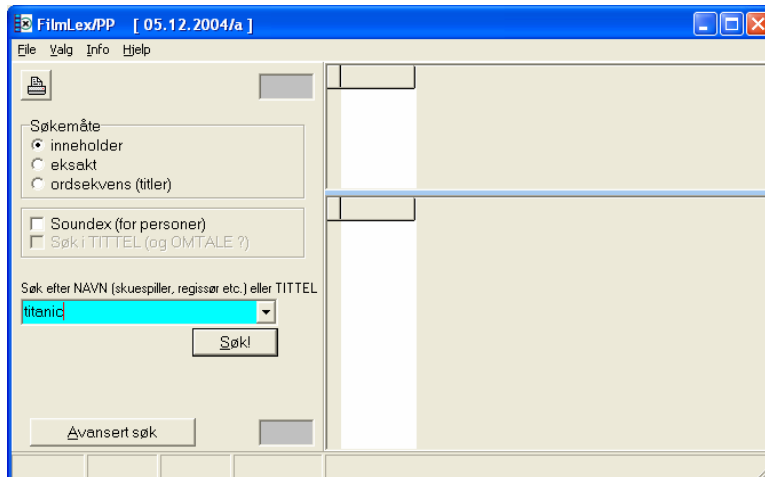 FilmLex/PP [ 05.12.2004/a ]
File Valg Info Hjelp
Søkemåte
inneholder
eksakt
ordsekvens (titler)
Soundex (for personer)
Søk i TITTEL (og OMTALE ?)
Søk efter NAVN (skuespiller, regissør etc.) eller TITTEL
titanic
Søk!
Avansert søk